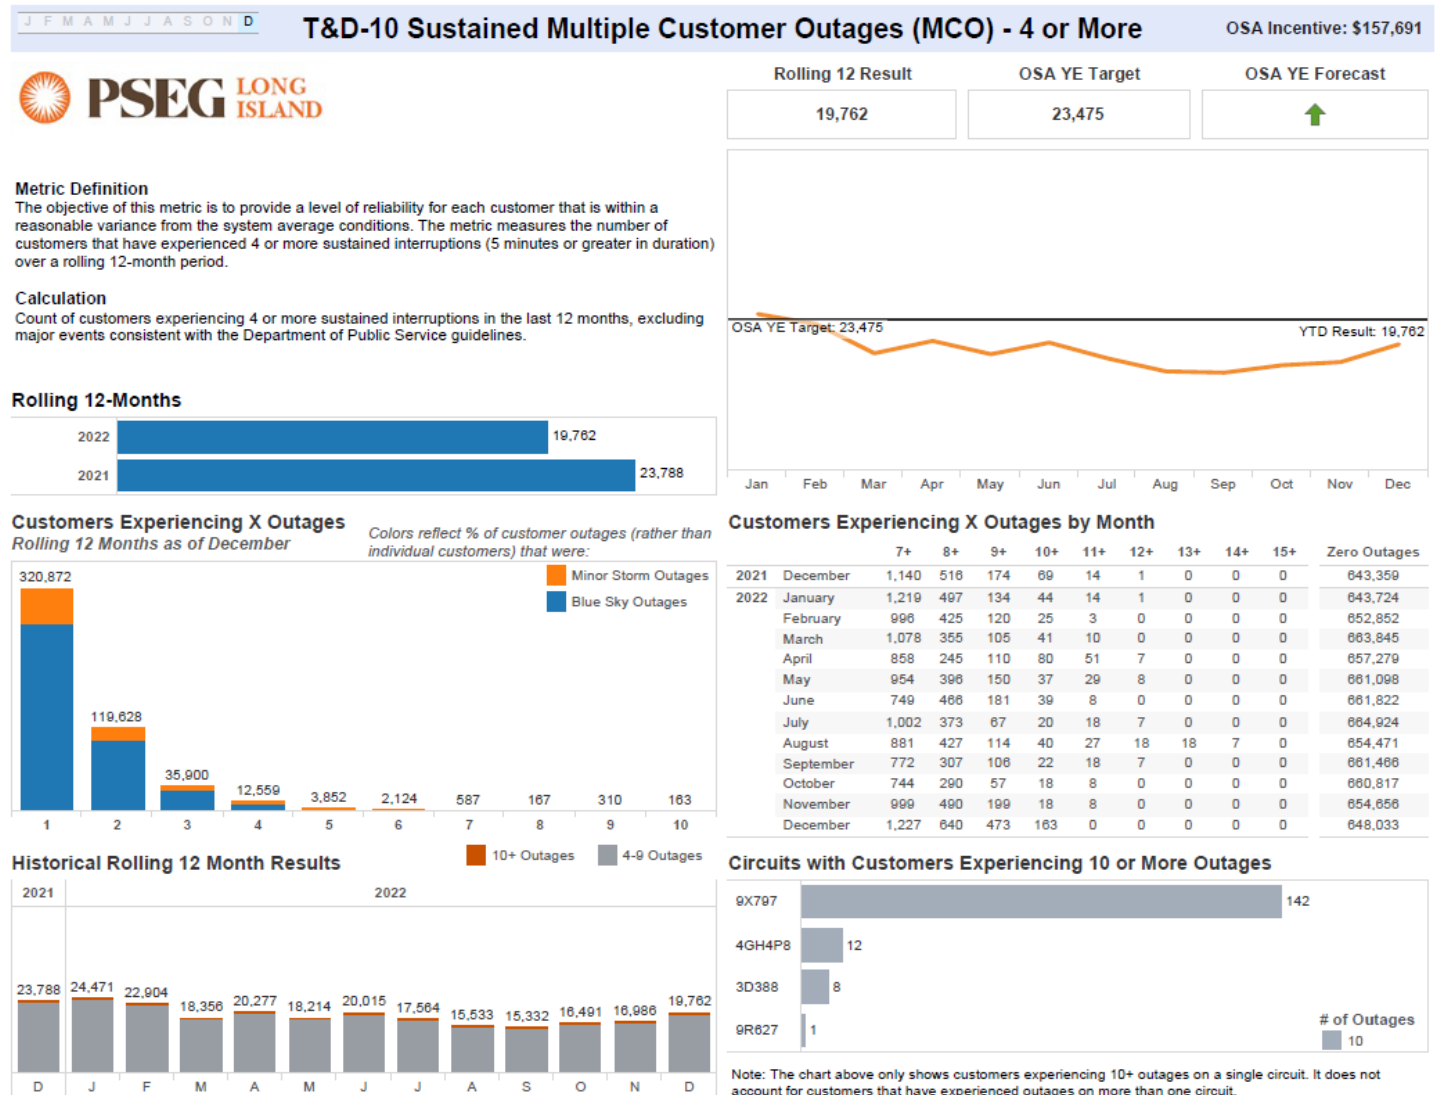 J F M A M J J A S O N D
T&D-10 Sustained Multiple Customer Outages (MCO) - 4 or More
OSA Incentive: $157,691
PSEG LONG ISLAND
Rolling 12 Result
OSA YE Target
OSA YE Forecast
19,762
23,475
Metric Definition
The objective of this metric is to provide a level of reliability for each customer that is within a
reasonable variance from the system average conditions. The metric measures the number of
customers that have experienced 4 or more sustained interruptions (5 minutes or greater in duration)
over a rolling 12-month period.
Calculation
Count of customers experiencing 4 or more sustained interruptions in the last 12 months, excluding
major events consistent with the Department of Public Service guidelines.
OSA YE Target: 23,475
YTD Result: 19,762
Jan Feb Mar Apr May Jun Jul Aug Sep Oct Nov Dec
Rolling 12-Months
2022 19,762
2021 23,788
Customers Experiencing X Outages
Rolling 12 Months as of December
Colors reflect % of customer outages (rather than
individual customers) that were:
Minor Storm Outages
Blue Sky Outages
320,872 119,628 35,900 12,559 3,852 2,124 587 167 310 163
1 2 3 4 5 6 7 8 9 10
Customers Experiencing X Outages by Month
7+ 8+ 9+ 10+ 11+ 12+ 13+ 14+ 15+ Zero Outages
2021 December 1,140 516 174 69 14 1 0 0 0 643,359
2022 January 1,219 497 134 44 14 1 0 0 0 643,724
February 996 425 120 25 3 0 0 0 0 652,852
March 1,078 355 105 41 10 0 0 0 0 663,845
April 858 245 110 80 51 7 0 0 0 657,279
May 954 396 150 37 29 8 0 0 0 661,098
June 749 466 181 39 8 0 0 0 0 661,822
July 1,002 373 67 20 18 7 0 0 0 664,924
August 881 427 114 40 27 18 18 7 0 654,471
September 772 307 106 22 18 7 0 0 0 661,466
October 744 290 57 18 8 0 0 0 0 660,817
November 999 490 199 18 8 0 0 0 0 654,656
December 1,227 640 473 163 0 0 0 0 0 648,033
Historical Rolling 12 Month Results
10+ Outages
4-9 Outages
2021 2022
23,788 24,471 22,904 18,356 20,277 18,214 20,015 17,564 15,533 15,332 16,491 16,986 19,762
D J F M A M J J A S O N D
Circuits with Customers Experiencing 10 or More Outages
9X797 142
4GH4P8 12
3D388 8
9R627 1
# of Outages
10
Note: The chart above only shows customers experiencing 10+ outages on a single circuit. It does not
account for customers that have experienced outages on more than one circuit.